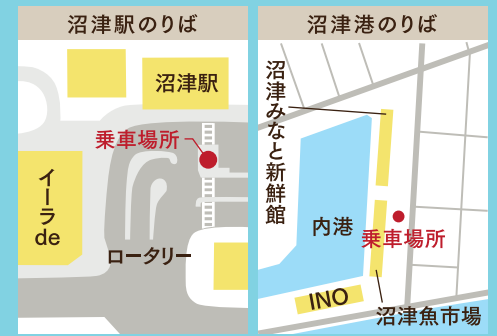 沼津駅のりば
沼津駅
乗車場所
イーラ
de
ロータリー
沼津港のりば
沼津みなと新鮮館
内港
乗車場所
INO
沼津魚市場